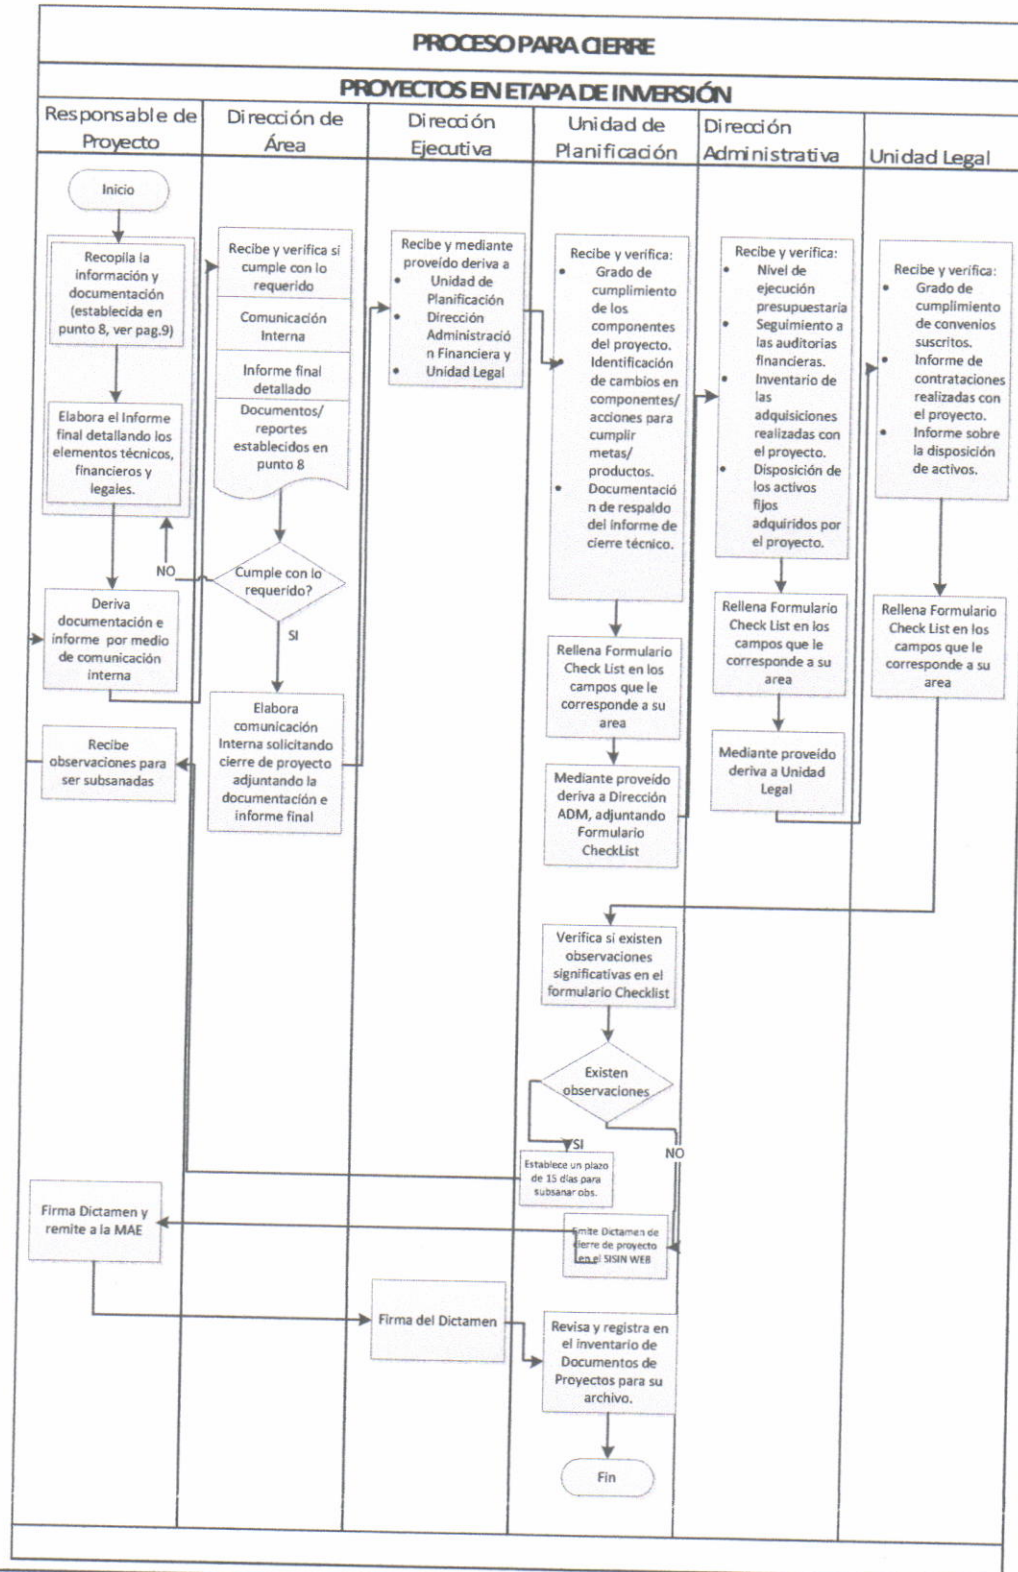 PROCESO PARA CIERRE
PROYECTOS EN ETAPA DE INVERSIÓN
Responsable de
Proyecto
Dirección de
Área
Dirección
Ejecutiva
Unidad de
Planificación
Dirección
Administrativa
Unidad Legal
Inicio
Recopila la
información y
documentación
(establecida en
punto 8, ver pag.9)
Elabora el Informe
final detallando los
elementos técnicos,
financieros y
legales.
NO
Deriva
documentación e
informe por medio
de comunicación
interna
Recibe
observaciones para
ser subsanadas
Recibe y verifica si
cumple con lo
requerido
Comunicación
Interna
Informe final
detallado
Documentos/
reportes
establecidos en
punto 8
Cumple con lo
requerido?
SI
Elabora
comunicación
Interna solicitando
cierre de proyecto
adjuntando la
documentación e
informe final
Recibe y mediante
proveído deriva a
• Unidad de
Planificación
• Dirección
Administració
n Financiera y
• Unidad Legal
Recibe y verifica:
• Grado de
cumplimiento
de los
componentes
del proyecto.
• Identificación
de cambios en
componentes/
acciones para
cumplir
metas/
productos.
• Documentació
n de respaldo
del informe de
cierre técnico.
Rellena Formulario
Check List en los
campos que le
corresponde a su
area
Mediante proveído
deriva a Dirección
ADM, adjuntando
Formulario
CheckList
Recibe y verifica:
• Nivel de
ejecución
presupuestaria
• Seguimiento a
las auditorias
financieras.
• Inventario de
las
adquisiciones
realizadas con
el proyecto.
• Disposición de
los activos
fijos
adquiridos por
el proyecto.
Rellena Formulario
Check List en los
campos que le
corresponde a su
area
Mediante proveído
deriva a Unidad
Legal
Recibe y verifica:
• Grado de
cumplimiento
de convenios
suscritos.
• Informe de
contrataciones
realizadas con
el proyecto.
• Informe sobre
la disposición
de activos.
Rellena Formulario
Check List en los
campos que le
corresponde a su
area
Verifica si existen
observaciones
significativas en el
formulario Checklist
Existen
observaciones
SI
NO
Establece un plazo
de 15 días para
subsanar obs.
Emite Dictamen de
cierre de proyecto
en el SISIN WEB
Firma Dictamen y
remite a la MAE
Firma del Dictamen
Revisa y registra en
el inventario de
Documentos de
Proyectos para su
archivo.
Fin